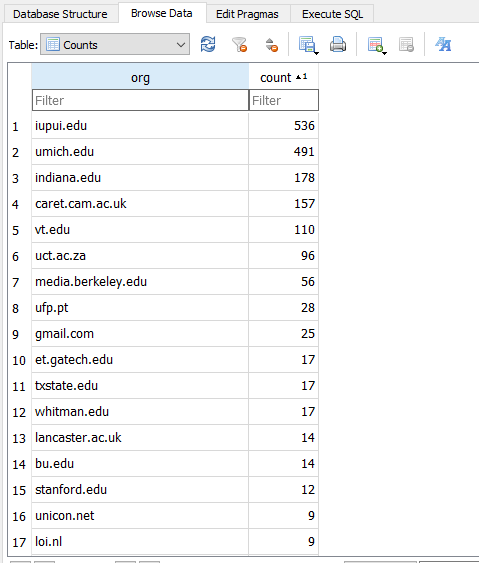 Database Structure Browse Data Edit Pragmas Execute SQL
Table: Counts
org count 1
Filter Filter
1 iupui.edu 536
2 umich.edu 491
3 indiana.edu 178
4 caret.cam.ac.uk 157
5 vt.edu 110
6 uct.ac.za 96
7 media.berkeley.edu 56
8 ufp.pt 28
9 gmail.com 25
10 et.gatech.edu 17
11 txstate.edu 17
12 whitman.edu 17
13 lancaster.ac.uk 14
14 bu.edu 14
15 stanford.edu 12
16 unicon.net 9
17 loi.nl 9